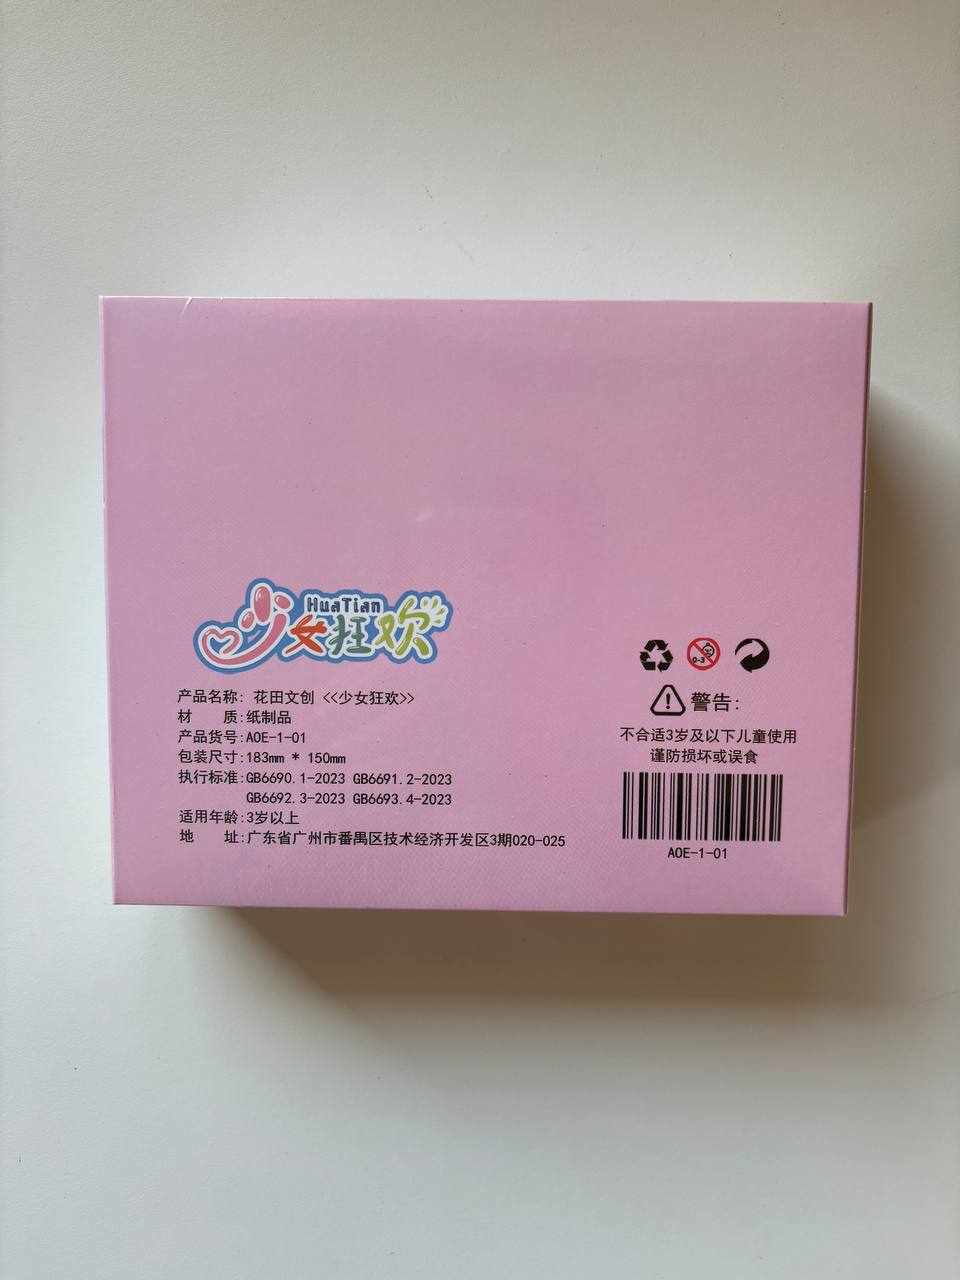 HuaTian
少女狂欢
产品名称: 花田文创 <<少女狂欢>>
材 质:纸制品
产品货号:AOE-1-01
包装尺寸:183mm * 150mm
执行标准:GB6690.1-2023 GB6691.2-2023
GB6692.3-2023 GB6693.4-2023
适用年龄:3岁以上
地 址:广东省广州市番禺区技术经济开发区3期020-025
0-3
警告:
不合适3岁及以下儿童使用
谨防损坏或误食
AOE-1-01